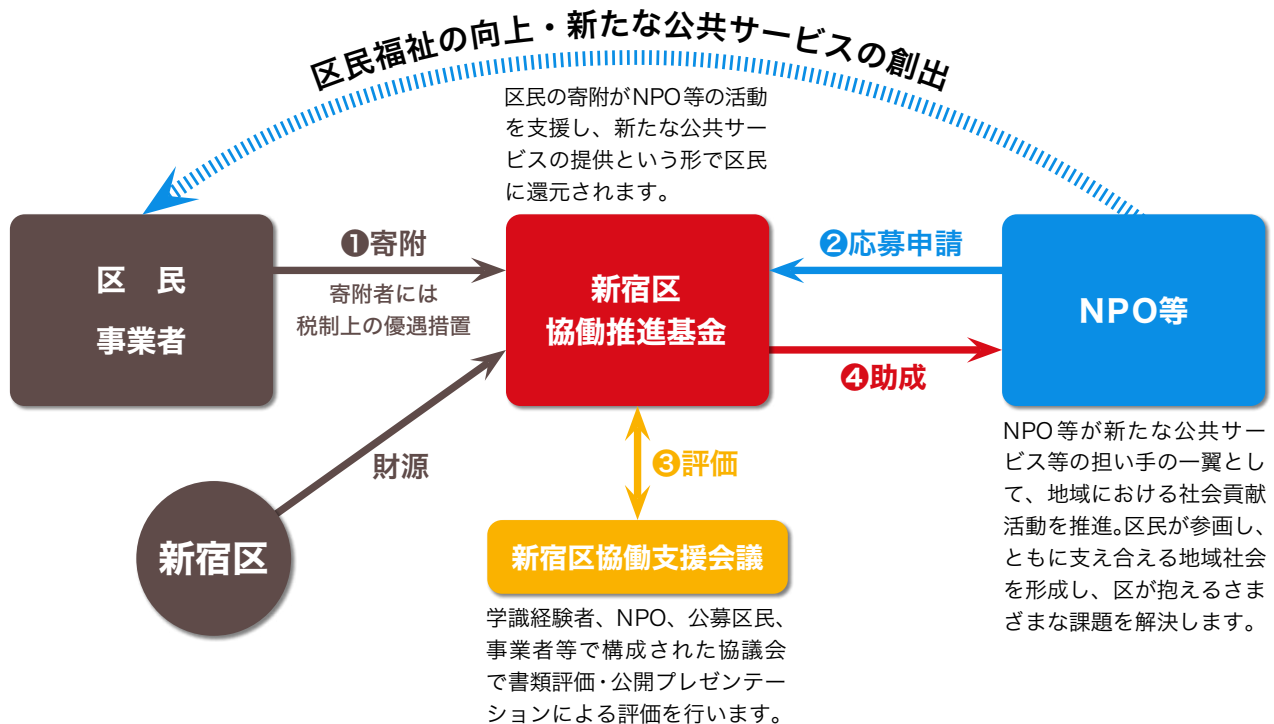 区民福祉の向上・新たな公共サービスの創出
区民の寄附がNPO等の活動
を支援し、新たな公共サー
ビスの提供という形で区民
に還元されます。
区　民
事業者
❶寄附
寄附者には
税制上の優遇措置
新宿区
協働推進基金
❷応募申請
❹助成
NPO等
NPO等が新たな公共サー
ビス等の担い手の一翼とし
て、地域における社会貢献
活動を推進。区民が参画し、
ともに支え合える地域社会
を形成し、区が抱えるさま
ざまな課題を解決します。
財源
新宿区
❸評価
新宿区協働支援会議
学識経験者、NPO、公募区民、
事業者等で構成された協議会
で書類評価・公開プレゼンテー
ションによる評価を行います。